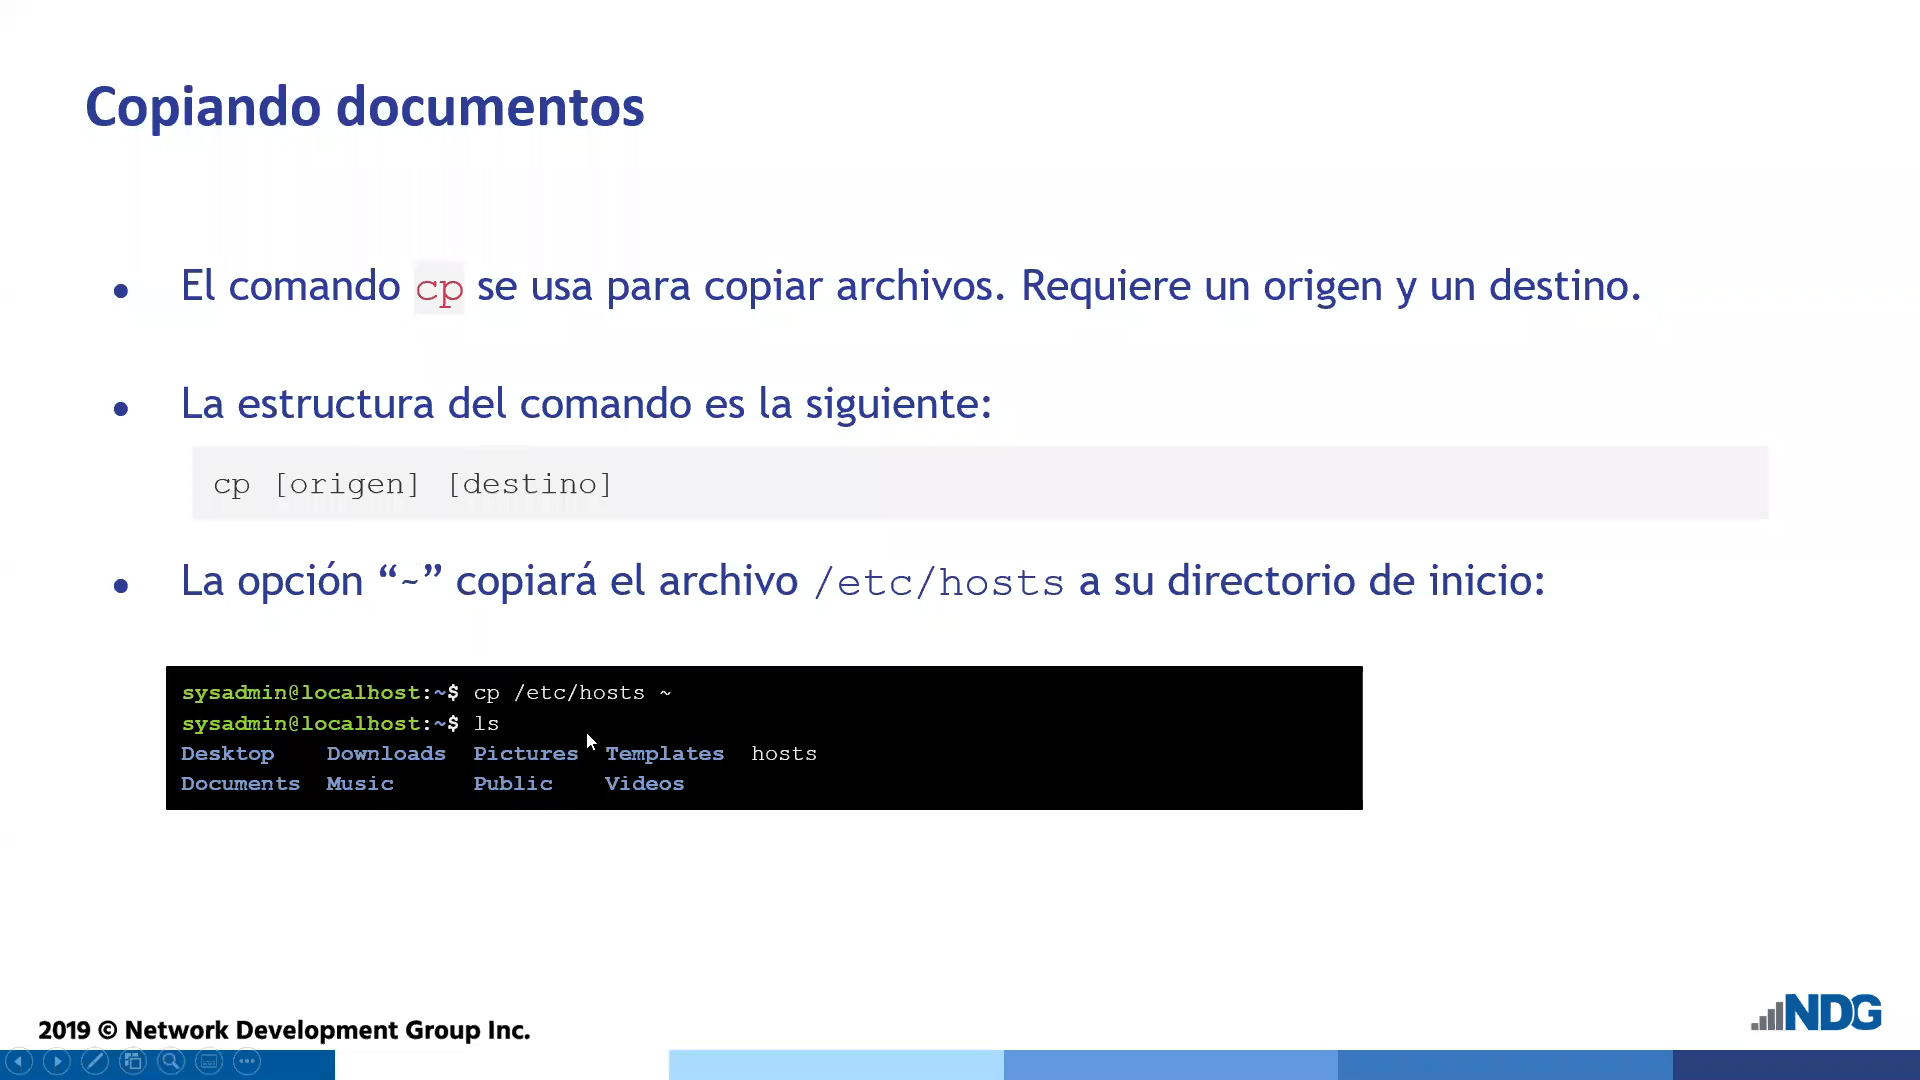 Copiando documentos
• El comando cp se usa para copiar archivos. Requiere un origen y un destino.
• La estructura del comando es la siguiente:
cp [origen] [destino]
• La opción “~” copiará el archivo /etc/hosts a su directorio de inicio:
sysadmin@localhost:~$ cp /etc/hosts ~
sysadmin@localhost:~$ ls
Desktop Downloads Pictures Templates hosts
Documents Music Public Videos
NDG
2019 © Network Development Group Inc.